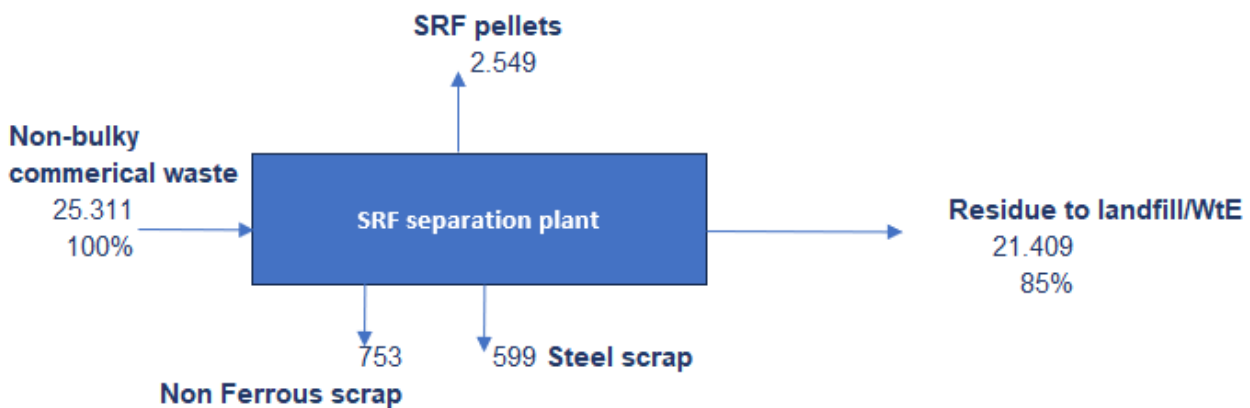 SRF pellets
2.549
Non-bulky
commerical waste
25.311
100%
SRF separation plant
Residue to landfill/WtE
21.409
85%
753
599 Steel scrap
Non Ferrous scrap